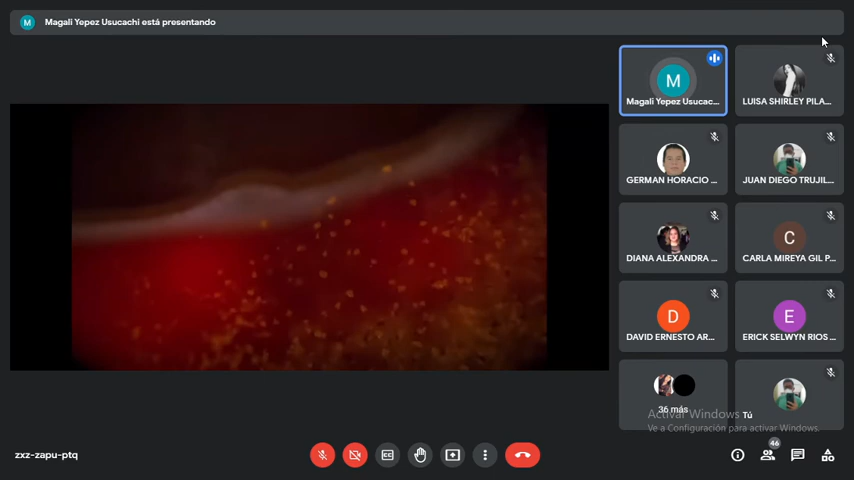 M Magali Yepez Usucachi está presentando
M
Magali Yepez Usucac...
LUISA SHIRLEY PILA...
GERMAN HORACIO ...
JUAN DIEGO TRUJIL...
DIANA ALEXANDRA ...
C
CARLA MIREYA GIL P...
D
DAVID ERNESTO AR...
E
ERICK SELWYN RIOS ...
36 más
Tú
Activar Windows
Ve a Configuración para activar Windows.
zxz-zapu-ptq
CC
46